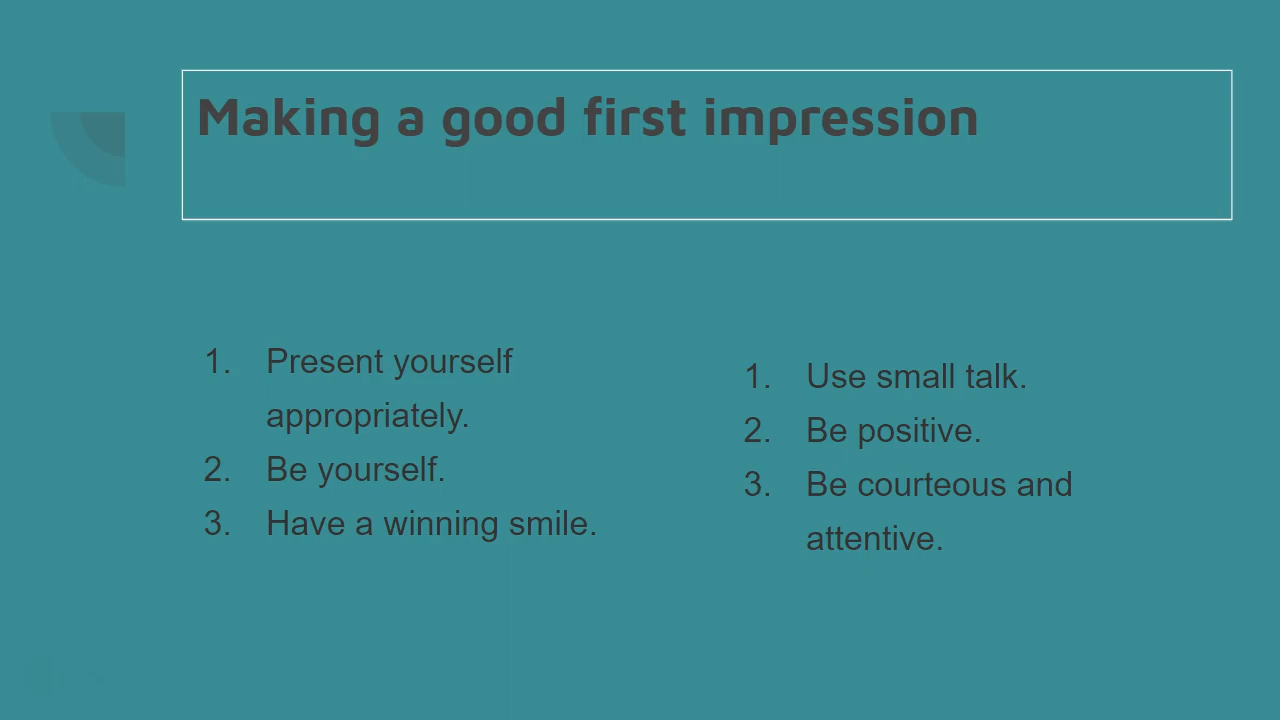 Making a good first impression
1. Present yourself
appropriately.
2. Be yourself.
3. Have a winning smile.
1. Use small talk.
2. Be positive.
3. Be courteous and
attentive.